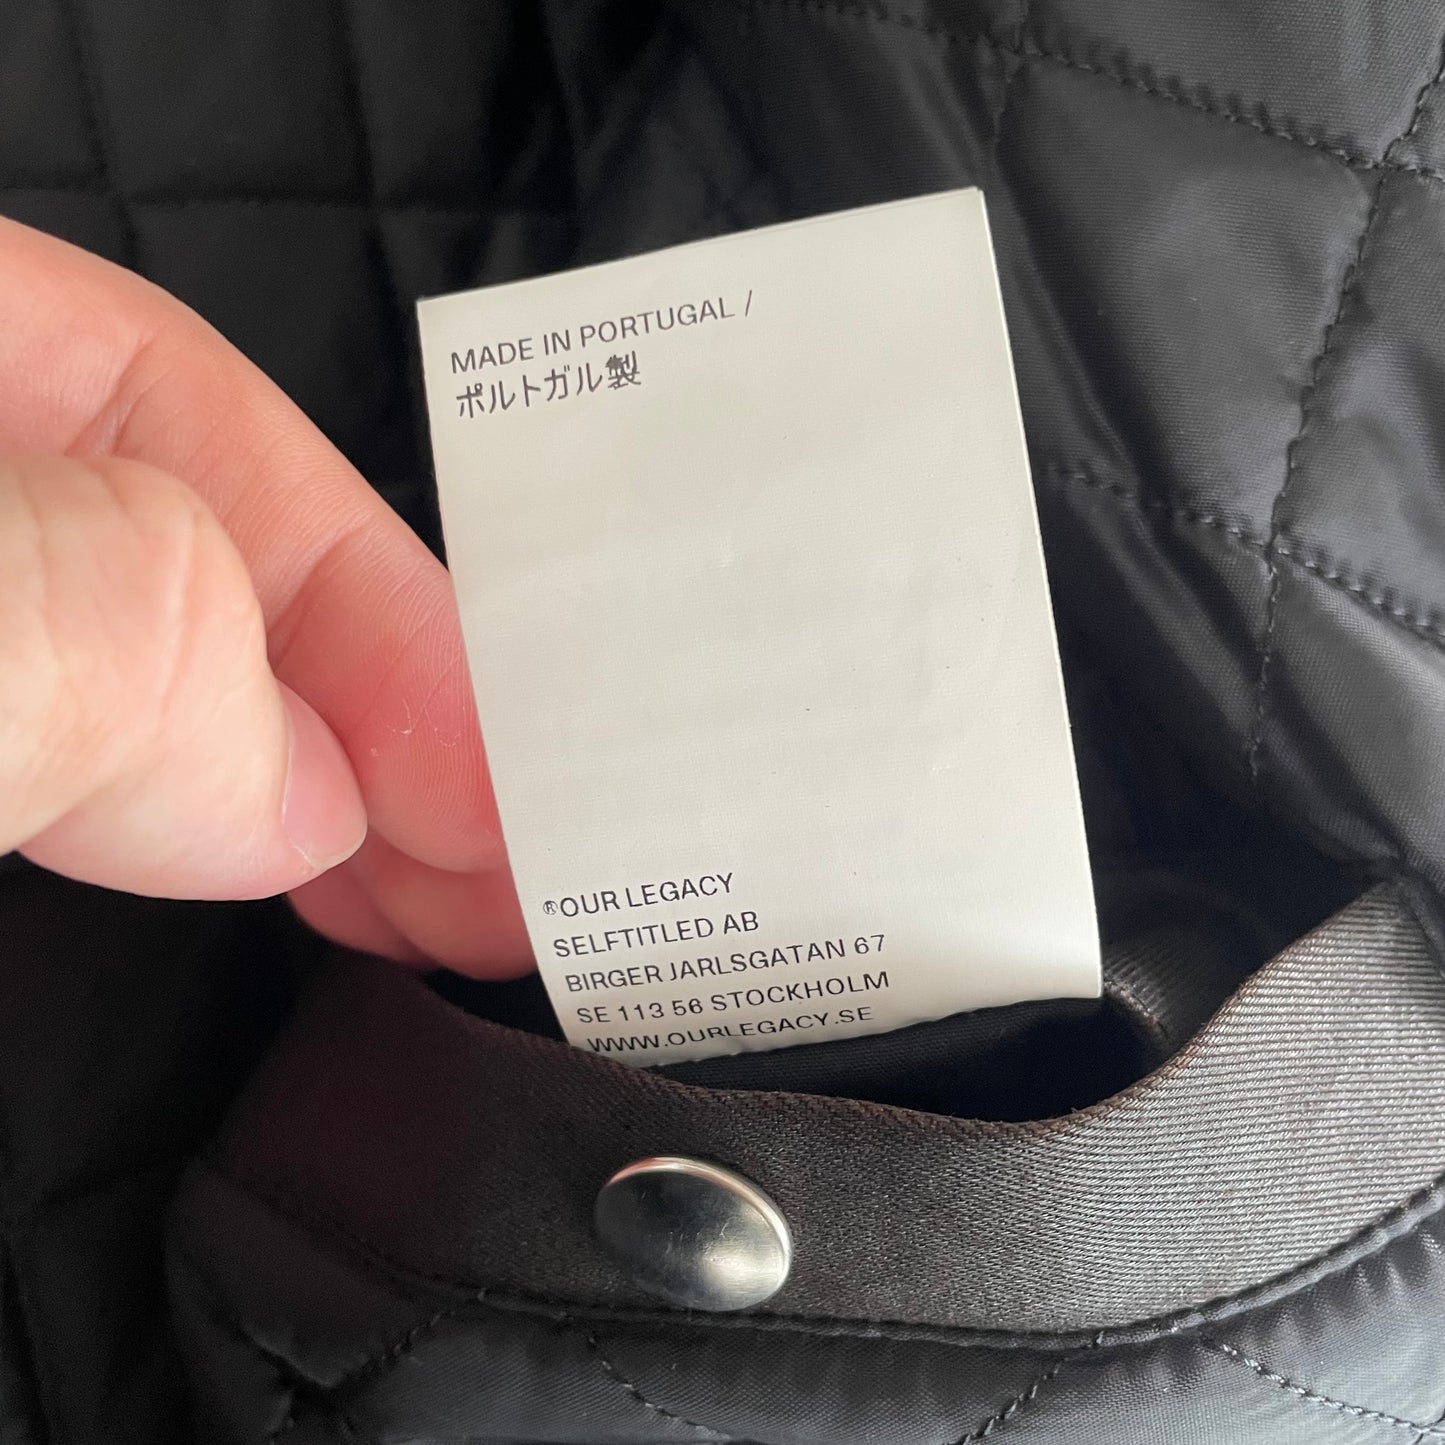 MADE IN PORTUGAL /
ポルトガル製
®OUR LEGACY
SELFTITLED AB
BIRGER JARLSGATAN 67
SE 113 56 STOCKHOLM
WWW.OURLEGACY.SE